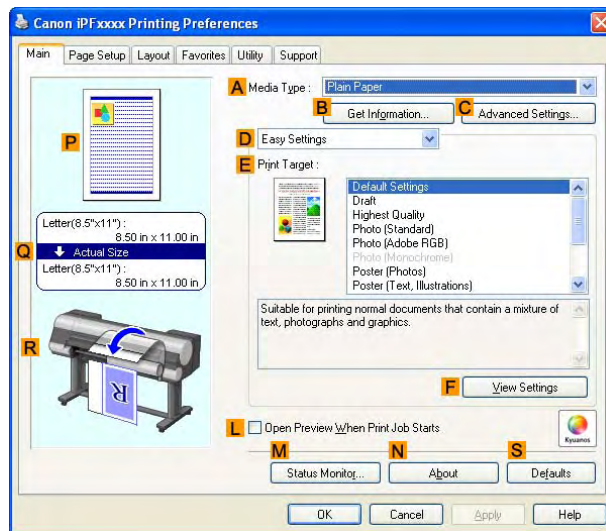 Canon iPFxxxx Printing Preferences
Main Page Setup Layout Favorites Utility Support
A Media Type : Plain Paper
B Get Information... C Advanced Settings...
D Easy Settings
E Print Target :
Default Settings
Draft
Highest Quality
Photo (Standard)
Photo (Adobe RGB)
Photo (Monochrome)
Poster (Photos)
Poster (Text, Illustrations)
Suitable for printing normal documents that contain a mixture of
text, photographs and graphics.
F View Settings
P
Letter(8.5"x11") :
8.50 in x 11.00 in
Q Actual Size
Letter(8.5"x11") :
8.50 in x 11.00 in
R
R
L Open Preview When Print Job Starts
Kyuanos
M N S
Status Monitor... About Defaults
OK Cancel Apply Help